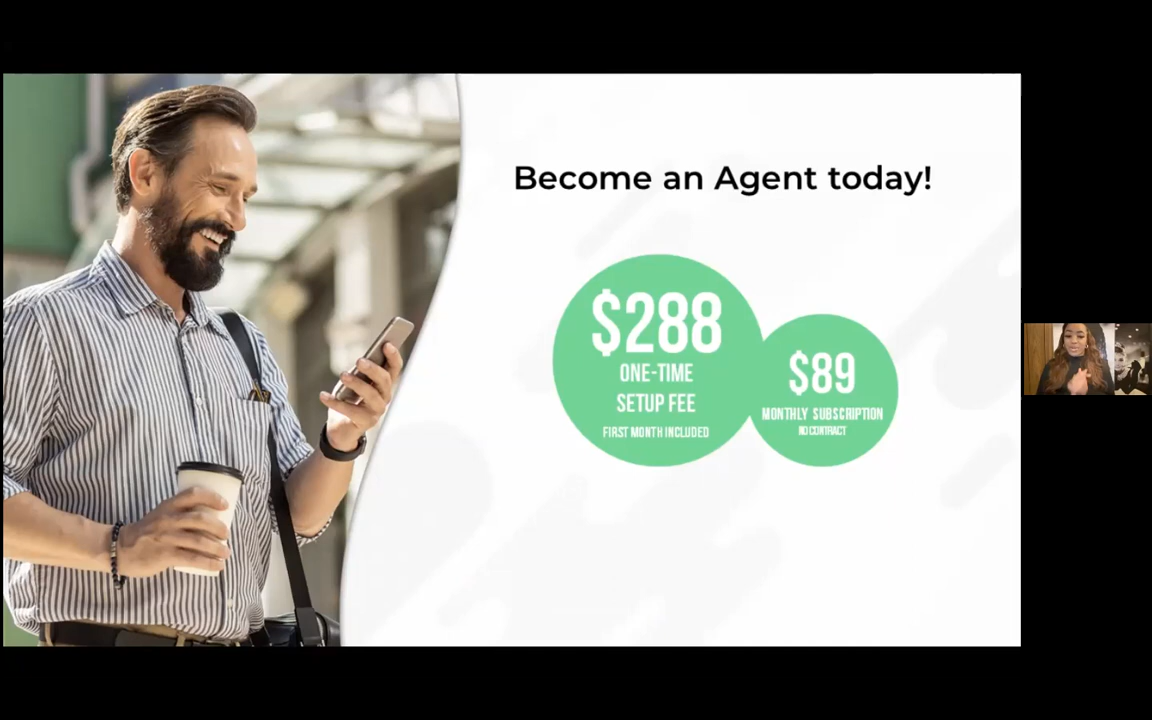 Become an Agent today!
$288
ONE-TIME
SETUP FEE
FIRST MONTH INCLUDED
$89
MONTHLY SUBSCRIPTION
NO CONTRACT